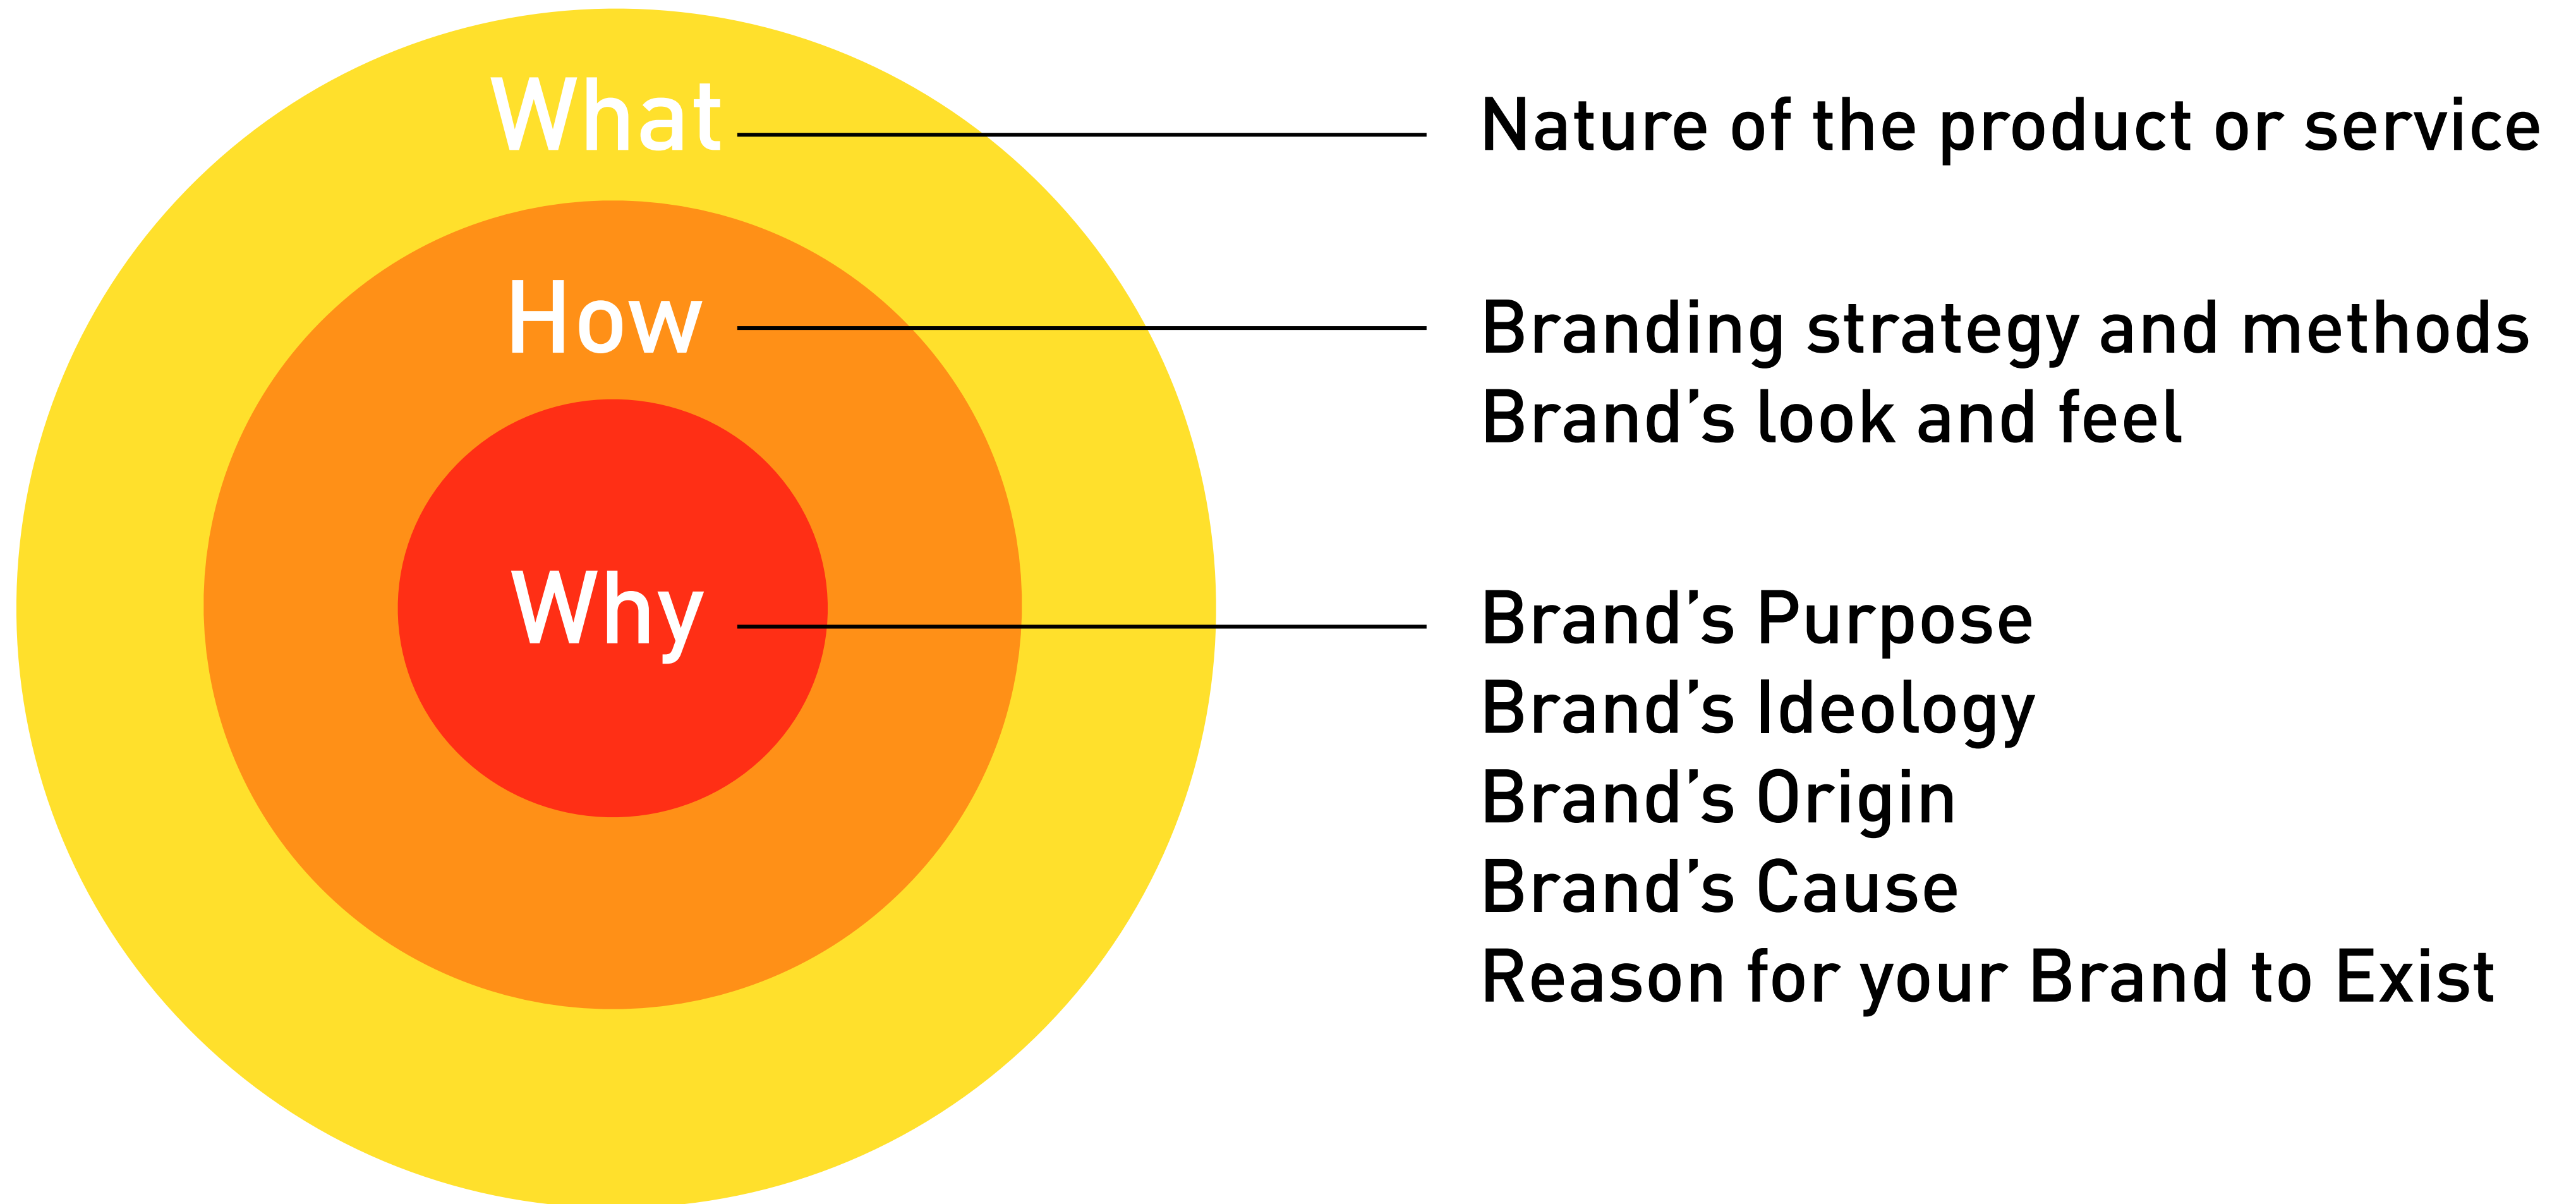 What
Nature of the product or service
How
Branding strategy and methods
Brand’s look and feel
Why
Brand’s Purpose
Brand’s Ideology
Brand’s Origin
Brand’s Cause
Reason for your Brand to Exist